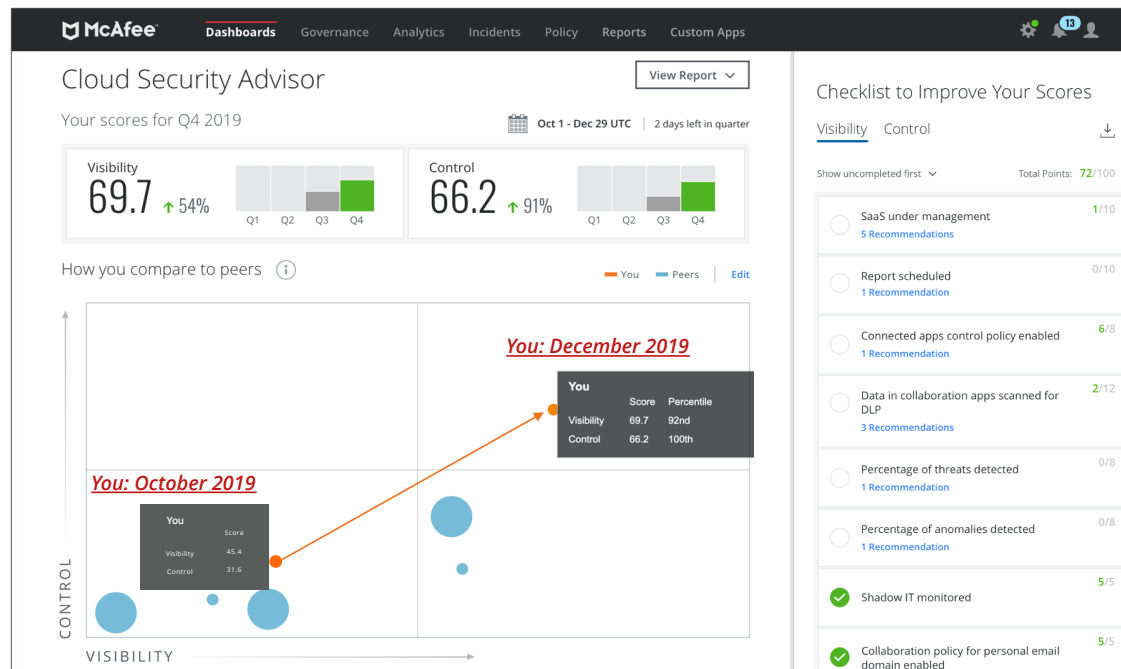 McAfee
Dashboards Governance Analytics Incidents Policy Reports Custom Apps
13
Cloud Security Advisor
View Report
Your scores for Q4 2019
Oct 1 - Dec 29 UTC | 2 days left in quarter
Visibility
69.7 54%
Q1 Q2 Q3 Q4
Control
66.2 91%
Q1 Q2 Q3 Q4
How you compare to peers
You Peers | Edit
You: December 2019
You
Score Percentile
Visibility 69.7 92nd
Control 66.2 100th
You: October 2019
You
Score
Visibility 45.4
Control 31.6
CONTROL
VISIBILITY
Checklist to Improve Your Scores
Visibility Control
Show uncompleted first Total Points: 72/100
SaaS under management 1/10
5 Recommendations
Report scheduled 0/10
1 Recommendation
Connected apps control policy enabled 6/8
1 Recommendation
Data in collaboration apps scanned for 2/12
DLP
3 Recommendations
Percentage of threats detected 0/8
1 Recommendation
Percentage of anomalies detected 0/8
1 Recommendation
Shadow IT monitored 5/5
Collaboration policy for personal email 5/5
domain enabled